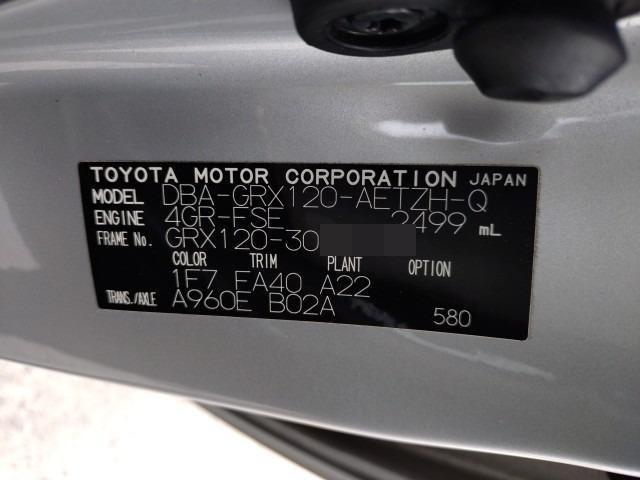 TOYOTA MOTOR CORPORATION JAPAN
MODEL DBA-GRX120-AETZH-Q
ENGINE 4GR-FSE 2499 mL
FRAME No. GRX120-30
COLOR TRIM PLANT OPTION
1F7 EA40 A22
TRANS./AXLE A960E B02A
580